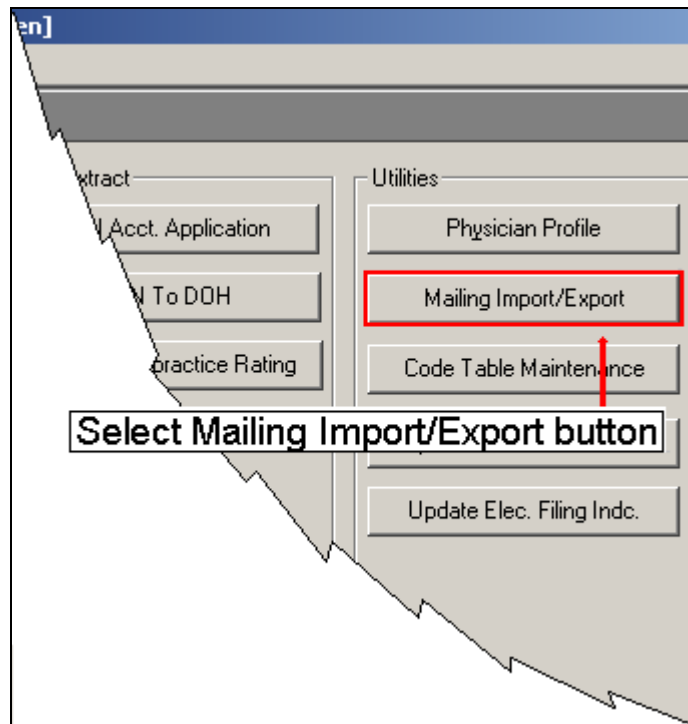 en]
xtract
Utilities
Acct. Application
Physician Profile
N To DOH
Mailing Import/Export
practice Rating
Code Table Maintenance
Select Mailing Import/Export button
Update Elec. Filing Indc.